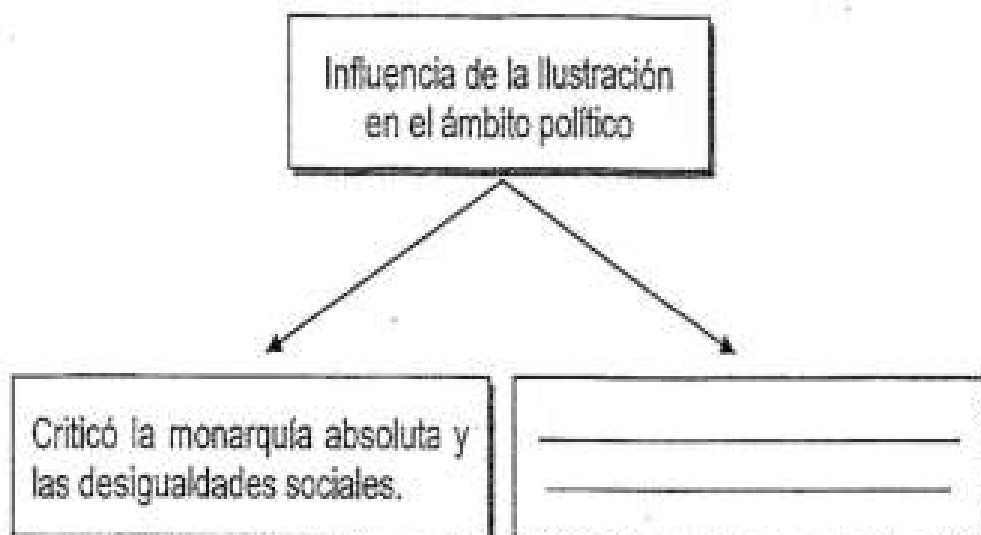 Influencia de la Ilustración
en el ámbito político
Criticó la monarquía absoluta y
las desigualdades sociales.